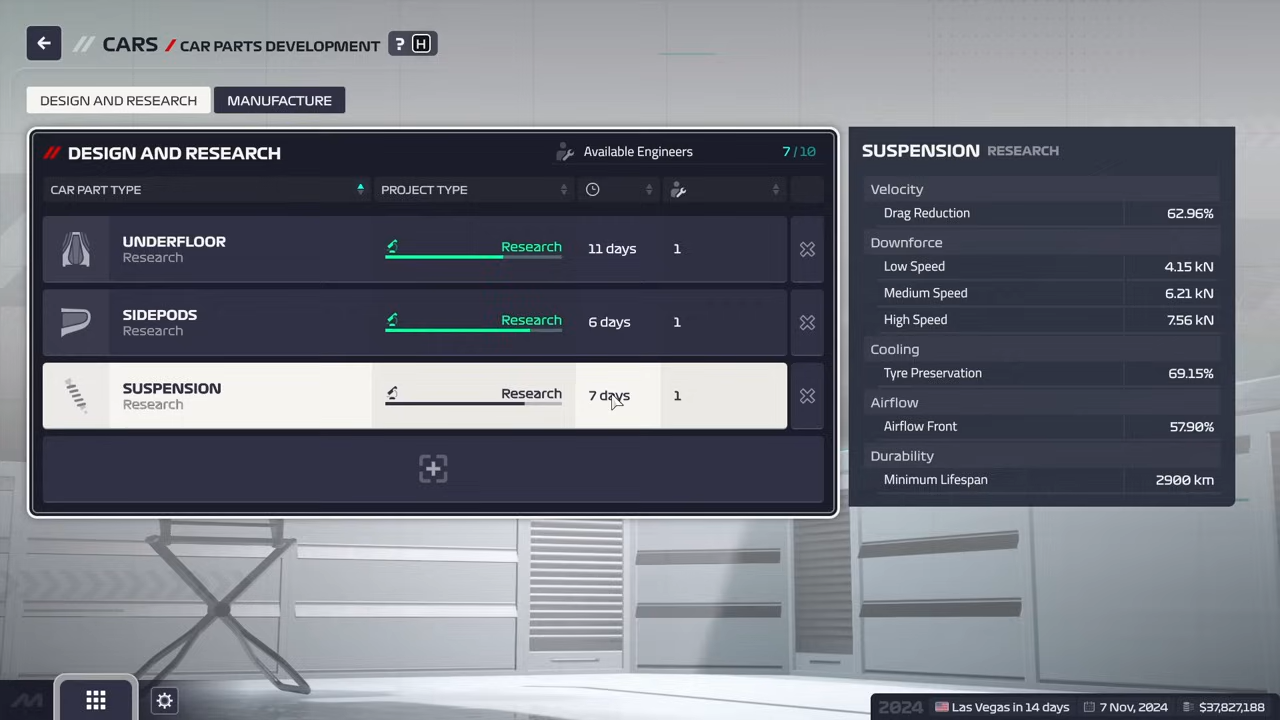 // CARS / CAR PARTS DEVELOPMENT ? H
DESIGN AND RESEARCH MANUFACTURE
// DESIGN AND RESEARCH Available Engineers 7 / 10
CAR PART TYPE PROJECT TYPE
UNDERFLOOR
Research
Research 11 days 1
SIDEPODS
Research
Research 6 days 1
SUSPENSION
Research
Research 7 days 1
SUSPENSION RESEARCH
Velocity
Drag Reduction 62.96%
Downforce
Low Speed 4.15 kN
Medium Speed 6.21 kN
High Speed 7.56 kN
Cooling
Tyre Preservation 69.15%
Airflow
Airflow Front 57.90%
Durability
Minimum Lifespan 2900 km
2024 Las Vegas in 14 days 7 Nov, 2024 $37,827,188